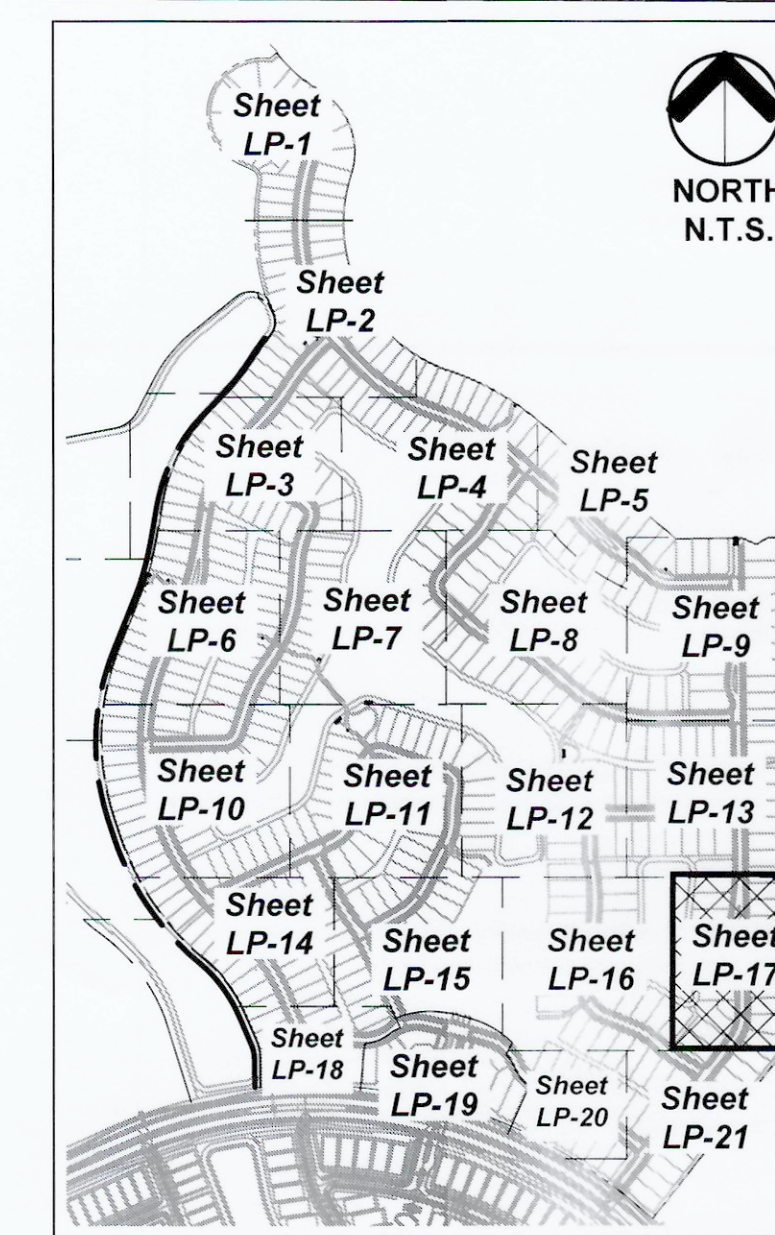 Sheet
LP-1
NORTH
N.T.S.
Sheet
LP-2
Sheet
LP-3
Sheet
LP-4
Sheet
LP-5
Sheet
LP-6
Sheet
LP-7
Sheet
LP-8
Sheet
LP-9
Sheet
LP-10
Sheet
LP-11
Sheet
LP-12
Sheet
LP-13
Sheet
LP-14
Sheet
LP-15
Sheet
LP-16
Sheet
LP-17
Sheet
LP-18
Sheet
LP-19
Sheet
LP-20
Sheet
LP-21